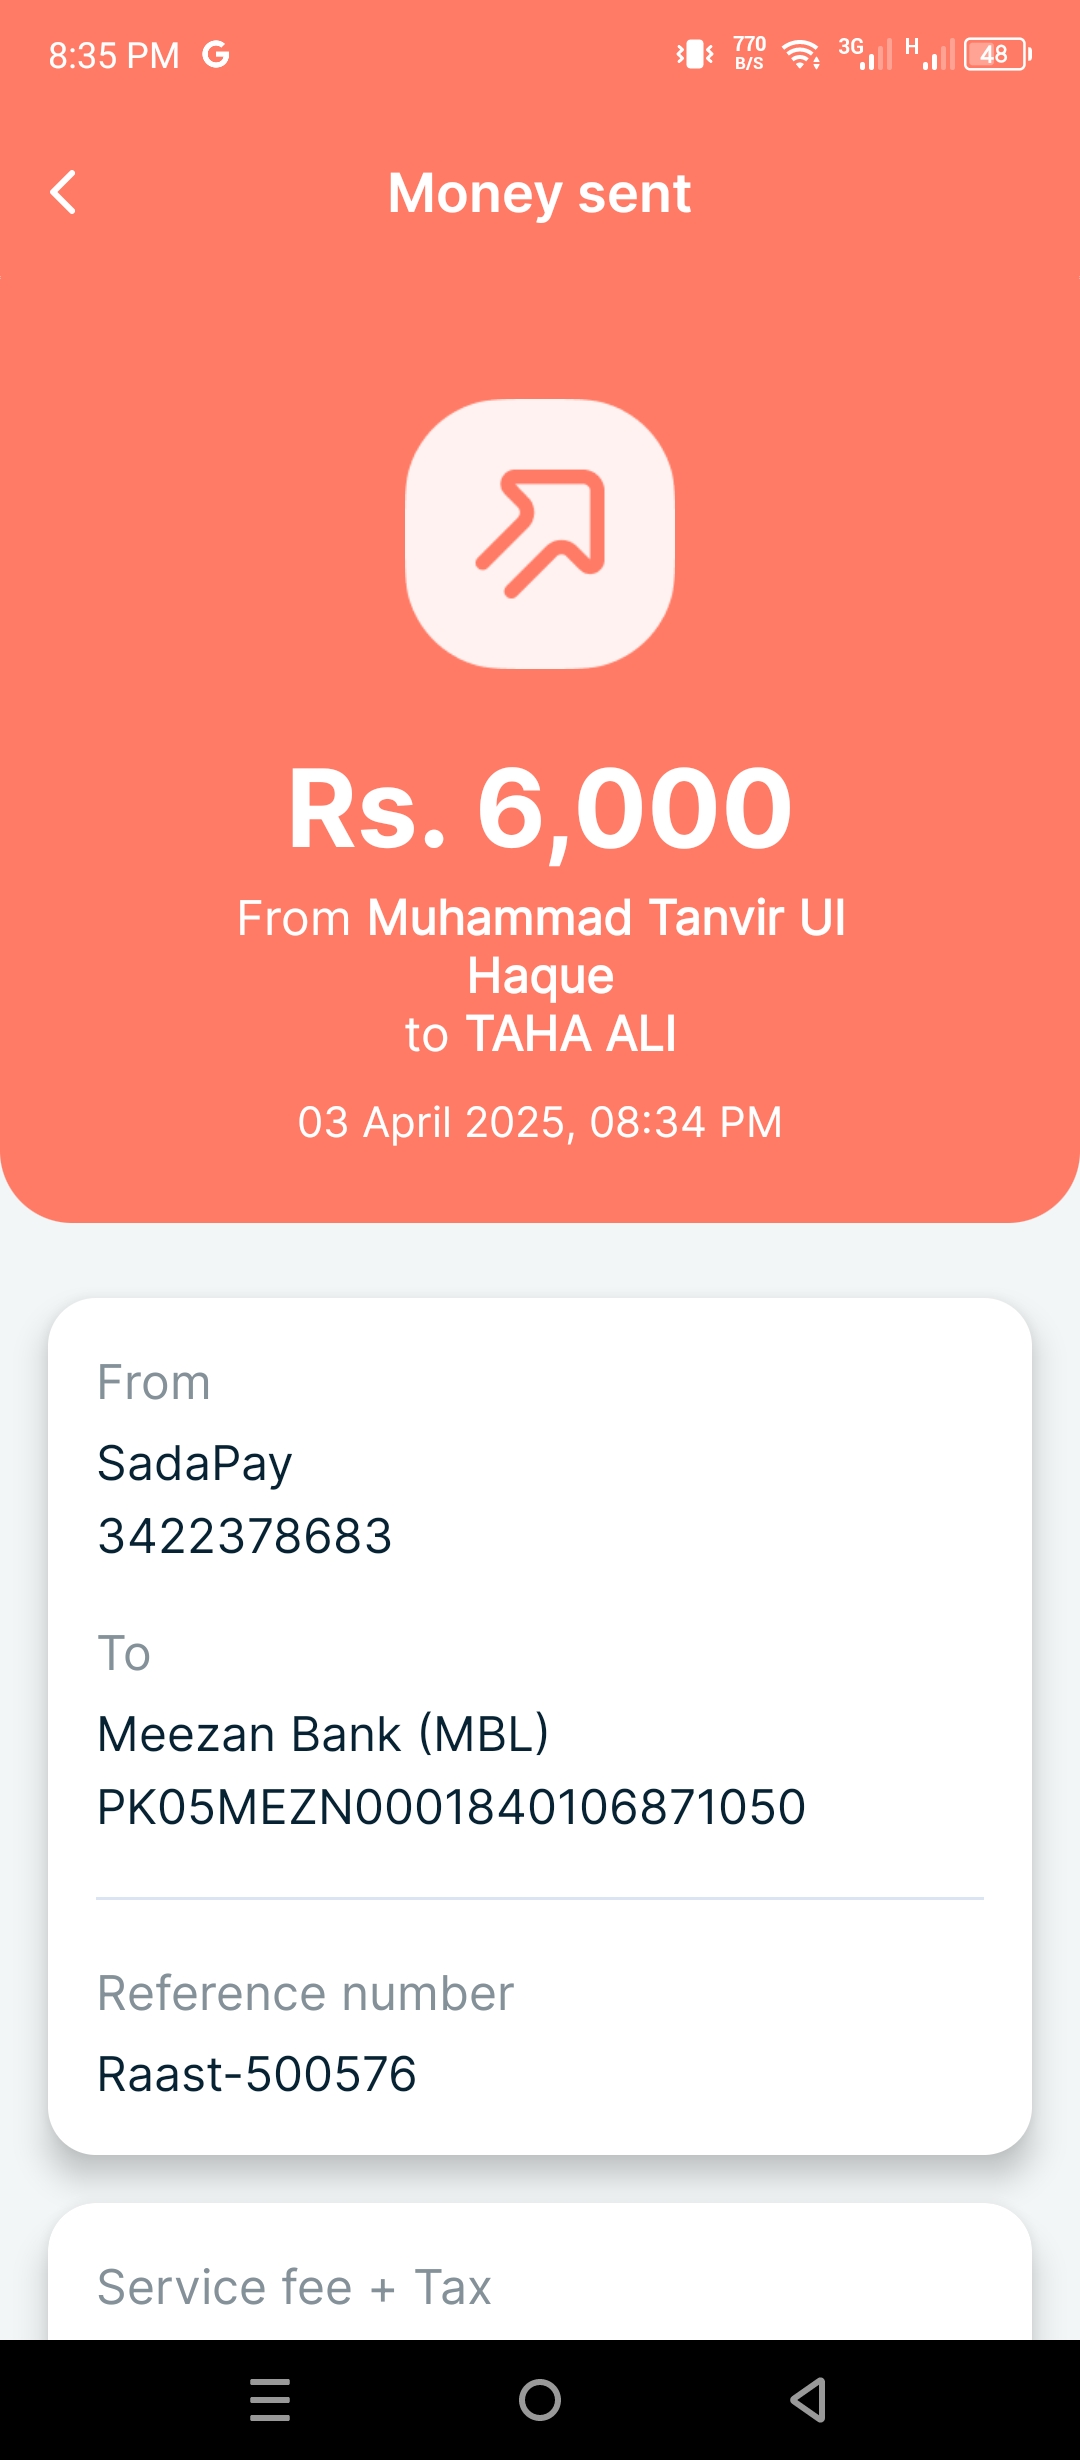 8:35 PM G 770 B/S 3G H 48
Money sent
Rs. 6,000
From Muhammad Tanvir Ul
Haque
to TAHA ALI
03 April 2025, 08:34 PM
From
SadaPay
3422378683
To
Meezan Bank (MBL)
PK05MEZN0001840106871050
Reference number
Raast-500576
Service fee + Tax